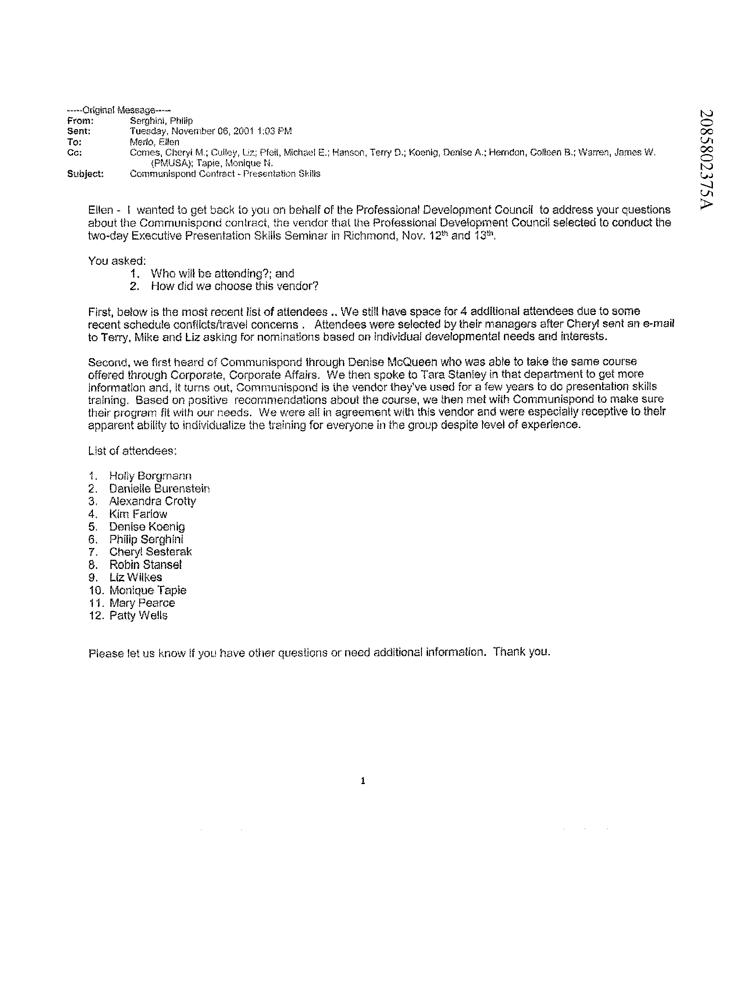 -----Original Message-----
From: Serghini, Philip
Sent: Tuesday, November 06, 2001 1:03 PM
To: Merlo, Ellen
Cc: Comes, Cheryl M.; Culley, Liz; Pfeil, Michael E.; Hanson, Terry D.; Koenig, Denise A.; Herndon, Colleen B.; Warren, James W.
(PMUSA); Tapie, Monique N.
Subject: Communispond Contract - Presentation Skills
Ellen - I wanted to get back to you on behalf of the Professional Development Council to address your questions
about the Communispond contract, the vendor that the Professional Development Council selected to conduct the
two-day Executive Presentation Skills Seminar in Richmond, Nov. 12th and 13th.
You asked:
1. Who will be attending?; and
2. How did we choose this vendor?
First, below is the most recent list of attendees .. We still have space for 4 additional attendees due to some
recent schedule conflicts/travel concerns . Attendees were selected by their managers after Cheryl sent an e-mail
to Terry, Mike and Liz asking for nominations based on individual developmental needs and interests.
Second, we first heard of Communispond through Denise McQueen who was able to take the same course
offered through Corporate, Corporate Affairs. We then spoke to Tara Stanley in that department to get more
information and, it turns out, Communispond is the vendor they've used for a few years to do presentation skills
training. Based on positive recommendations about the course, we then met with Communispond to make sure
their program fit with our needs. We were all in agreement with this vendor and were especially receptive to their
apparent ability to individualize the training for everyone in the group despite level of experience.
List of attendees:
1. Holly Borgmann
2. Danielle Burenstein
3. Alexandra Crotty
4. Kim Farlow
5. Denise Koenig
6. Philip Serghini
7. Cheryl Sesterak
8. Robin Stansel
9. Liz Wilkes
10. Monique Tapie
11. Mary Pearce
12. Patty Wells
Please let us know if you have other questions or need additional information. Thank you.
1
2085802375A